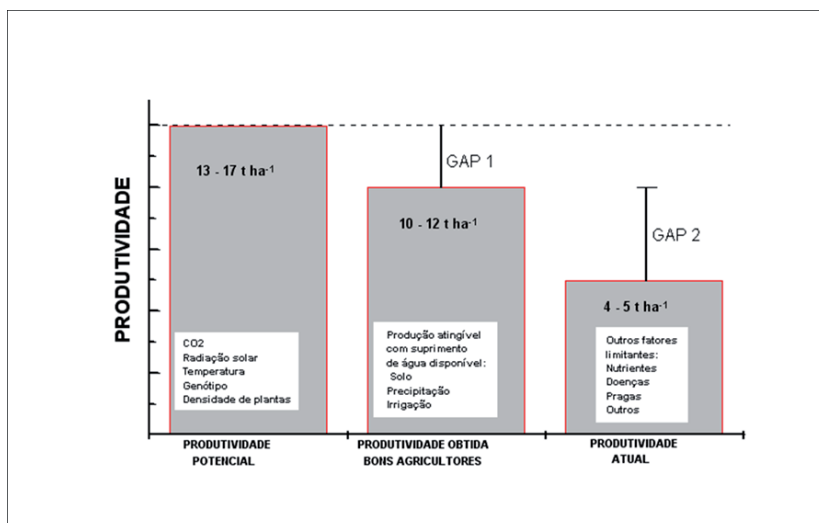 PRODUTIVIDADE
13 - 17 t ha-1
CO2
Radiação solar
Temperatura
Genótipo
Densidade de plantas
PRODUTIVIDADE
POTENCIAL
GAP 1
10 - 12 t ha-1
Produção atingível
com suprimento
de água disponível:
Solo
Precipitação
Irrigação
PRODUTIVIDADE OBTIDA
BONS AGRICULTORES
GAP 2
4 - 5 t ha-1
Outros fatores
limitantes:
Nutrientes
Doenças
Pragas
Outros
PRODUTIVIDADE
ATUAL